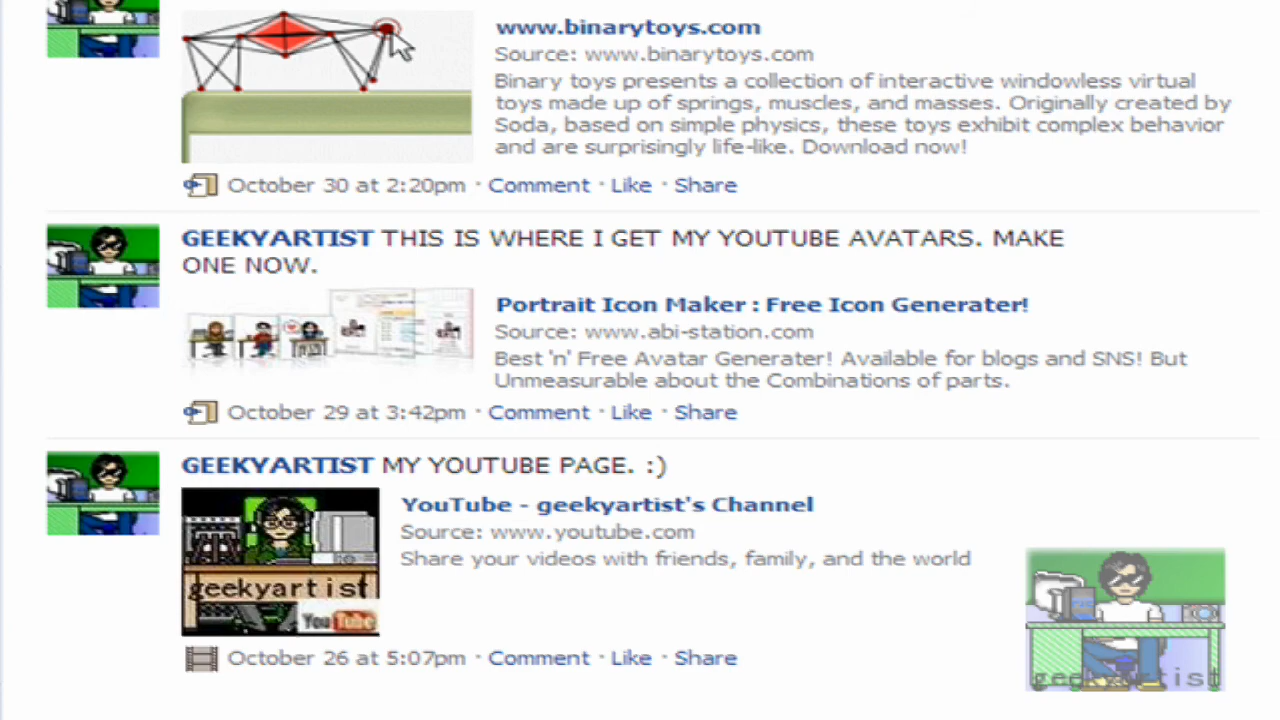 www.binarytoys.com
Source: www.binarytoys.com
Binary toys presents a collection of interactive windowless virtual
toys made up of springs, muscles, and masses. Originally created by
Soda, based on simple physics, these toys exhibit complex behavior
and are surprisingly life-like. Download now!
October 30 at 2:20pm · Comment · Like · Share
GEEKYARTIST THIS IS WHERE I GET MY YOUTUBE AVATARS. MAKE
ONE NOW.
Portrait Icon Maker : Free Icon Generater!
Source: www.abi-station.com
Best 'n' Free Avatar Generater! Available for blogs and SNS! But
Unmeasurable about the Combinations of parts.
October 29 at 3:42pm · Comment · Like · Share
GEEKYARTIST MY YOUTUBE PAGE. :)
YouTube - geekyartist's Channel
Source: www.youtube.com
Share your videos with friends, family, and the world
geekyartist
YouTube
October 26 at 5:07pm · Comment · Like · Share
geekyartist